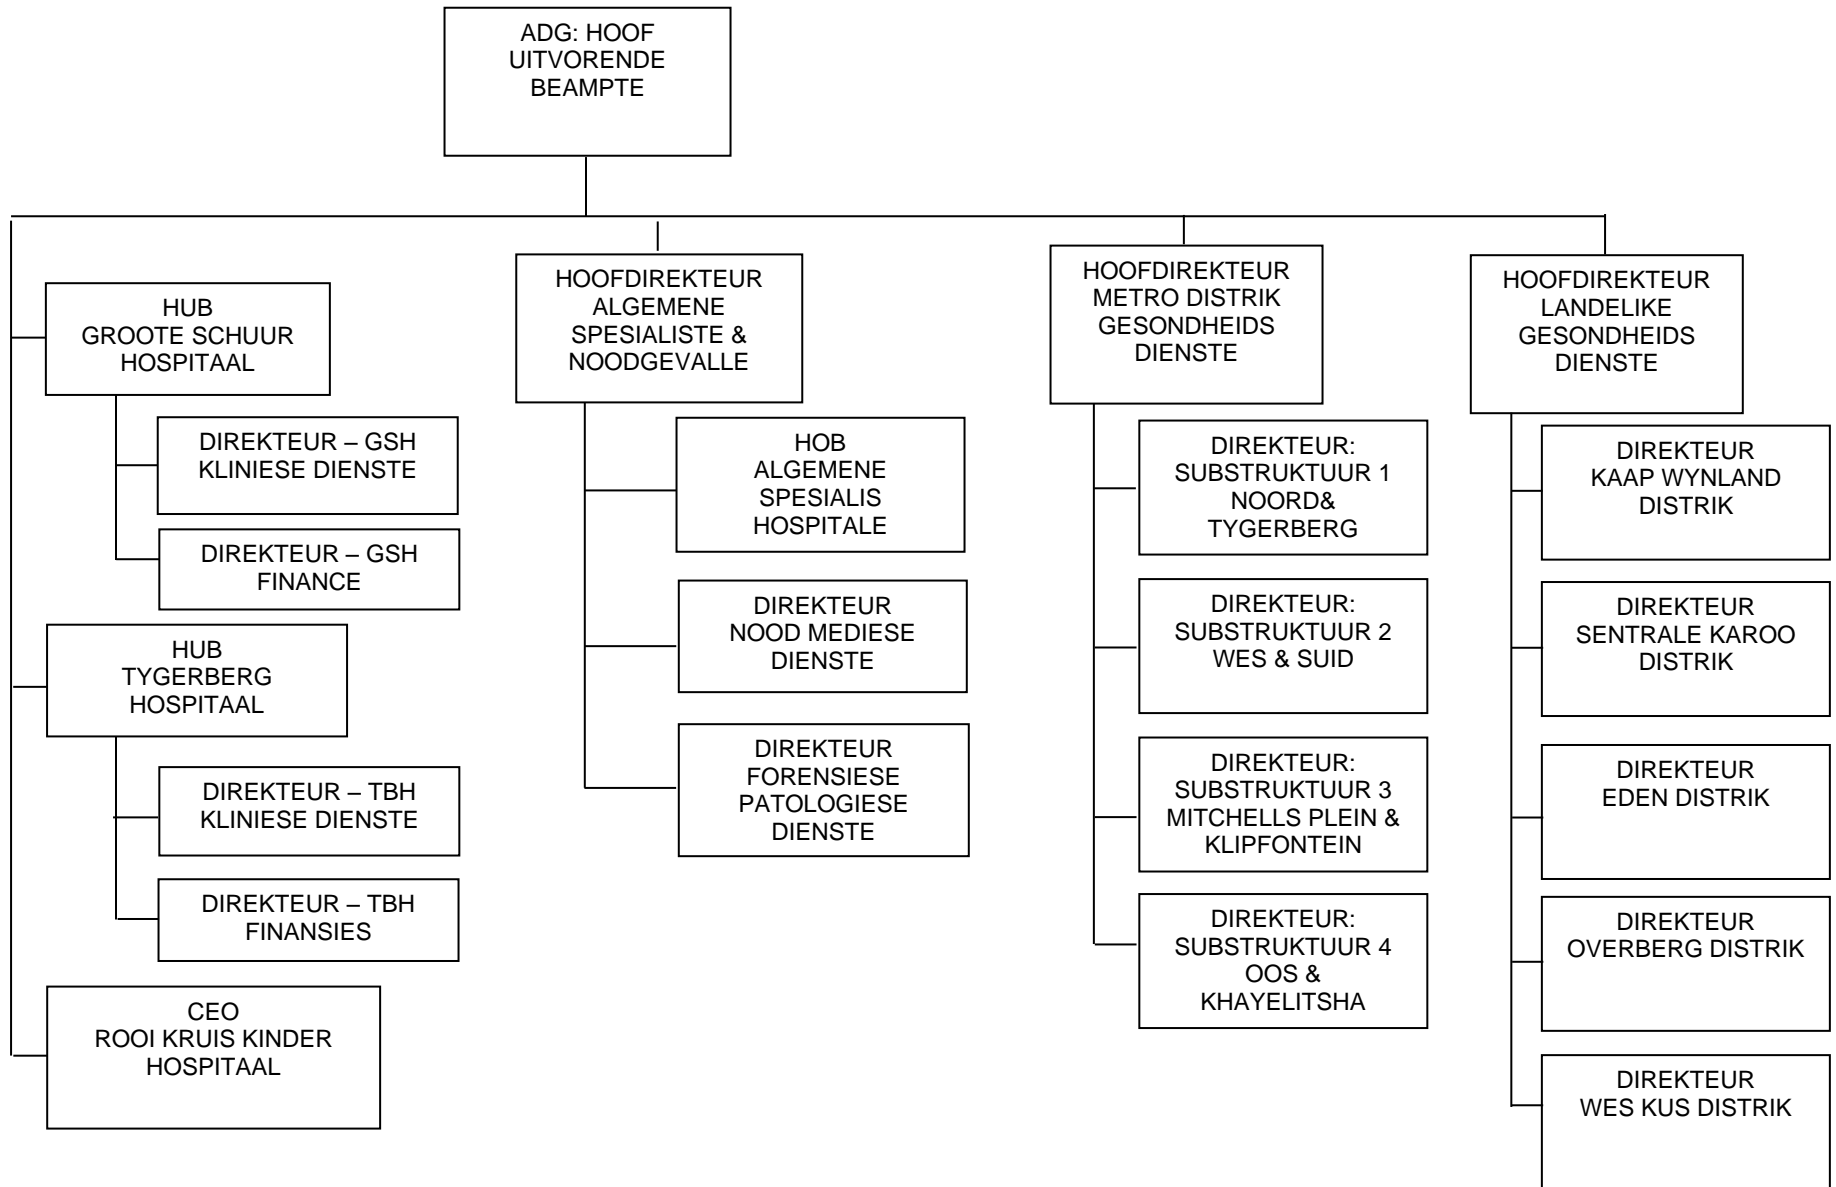 ADG: HOOF
UITVORENDE
BEAMPTE
HUB
GROOTE SCHUUR
HOSPITAAL
DIREKTEUR – GSH
KLINIESE DIENSTE
DIREKTEUR – GSH
FINANCE
HUB
TYGERBERG
HOSPITAAL
DIREKTEUR – TBH
KLINIESE DIENSTE
DIREKTEUR – TBH
FINANSIES
CEO
ROOI KRUIS KINDER
HOSPITAAL
HOOFDIREKTEUR
ALGEMENE
SPESIALISTE &
NOODGEVALLE
HOB
ALGEMENE
SPESIALIS
HOSPITALE
DIREKTEUR
NOOD MEDIESE
DIENSTE
DIREKTEUR
FORENSIESE
PATOLOGIESE
DIENSTE
HOOFDIREKTEUR
METRO DISTRIK
GESONDHEIDS
DIENSTE
DIREKTEUR:
SUBSTRUKTUUR 1
NOORD&
TYGERBERG
DIREKTEUR:
SUBSTRUKTUUR 2
WES & SUID
DIREKTEUR:
SUBSTRUKTUUR 3
MITCHELLS PLEIN &
KLIPFONTEIN
DIREKTEUR:
SUBSTRUKTUUR 4
OOS &
KHAYELITSHA
HOOFDIREKTEUR
LANDELIKE
GESONDHEIDS
DIENSTE
DIREKTEUR
KAAP WYNLAND
DISTRIK
DIREKTEUR
SENTRALE KAROO
DISTRIK
DIREKTEUR
EDEN DISTRIK
DIREKTEUR
OVERBERG DISTRIK
DIREKTEUR
WES KUS DISTRIK